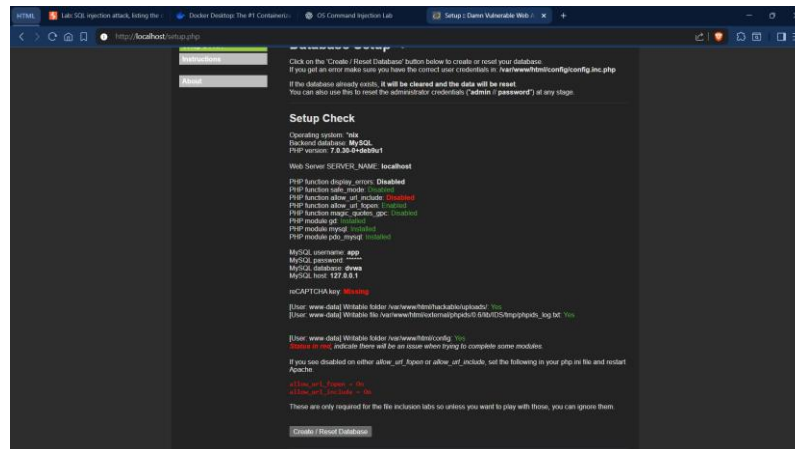 HTML
Lab: SQL injection attack, listing the
Docker Desktop: The #1 Containeriz
OS Command Injection Lab
Setup :: Damn Vulnerable Web A
http://localhost/setup.php
Database Setup
Instructions
About
Click on the 'Create / Reset Database' button below to create or reset your database.
If you get an error make sure you have the correct user credentials in: /var/www/html/config/config.inc.php
If the database already exists, it will be cleared and the data will be reset.
You can also use this to reset the administrator credentials ("admin // password") at any stage.
Setup Check
Operating system: *nix
Backend database: MySQL
PHP version: 7.0.30-0+deb9u1
Web Server SERVER_NAME: localhost
PHP function display_errors: Disabled
PHP function safe_mode: Disabled
PHP function allow_url_include: Disabled
PHP function allow_url_fopen: Enabled
PHP function magic_quotes_gpc: Disabled
PHP module gd: Installed
PHP module mysql: Installed
PHP module pdo_mysql: Installed
MySQL username: app
MySQL password: ******
MySQL database: dvwa
MySQL host: 127.0.0.1
reCAPTCHA key: Missing
[User: www-data] Writable folder /var/www/html/hackable/uploads/: Yes
[User: www-data] Writable file /var/www/html/external/phpids/0.6/lib/IDS/tmp/phpids_log.txt: Yes
[User: www-data] Writable folder /var/www/html/config: Yes
Status in red, indicate there will be an issue when trying to complete some modules.
If you see disabled on either allow_url_fopen or allow_url_include, set the following in your php.ini file and restart
Apache.
allow_url_fopen = On
allow_url_include = On
These are only required for the file inclusion labs so unless you want to play with those, you can ignore them.
Create / Reset Database